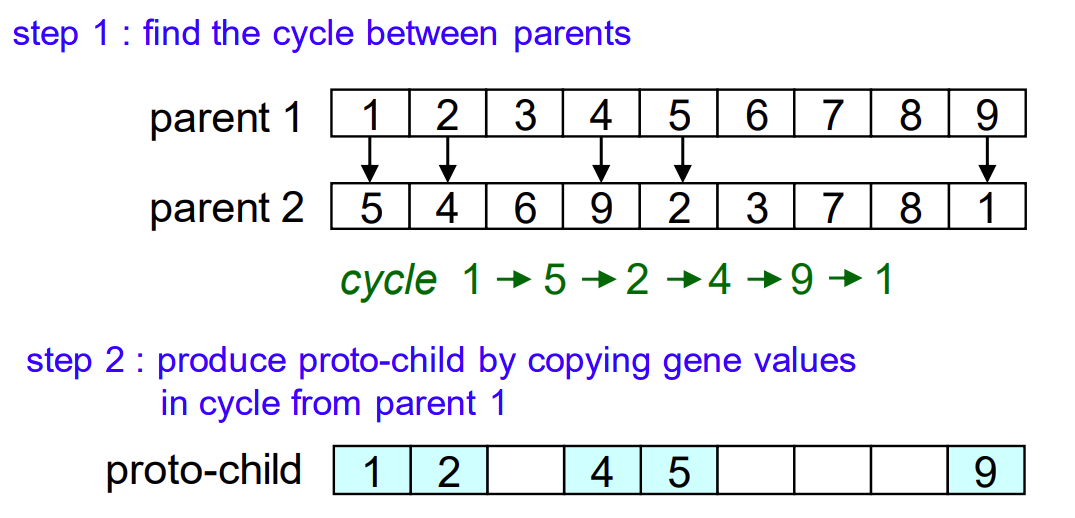 step 1 : find the cycle between parents
parent 1 1 2 3 4 5 6 7 8 9
parent 2 5 4 6 9 2 3 7 8 1
cycle 1 → 5 → 2 → 4 → 9 → 1
step 2 : produce proto-child by copying gene values
in cycle from parent 1
proto-child 1 2 4 5 9